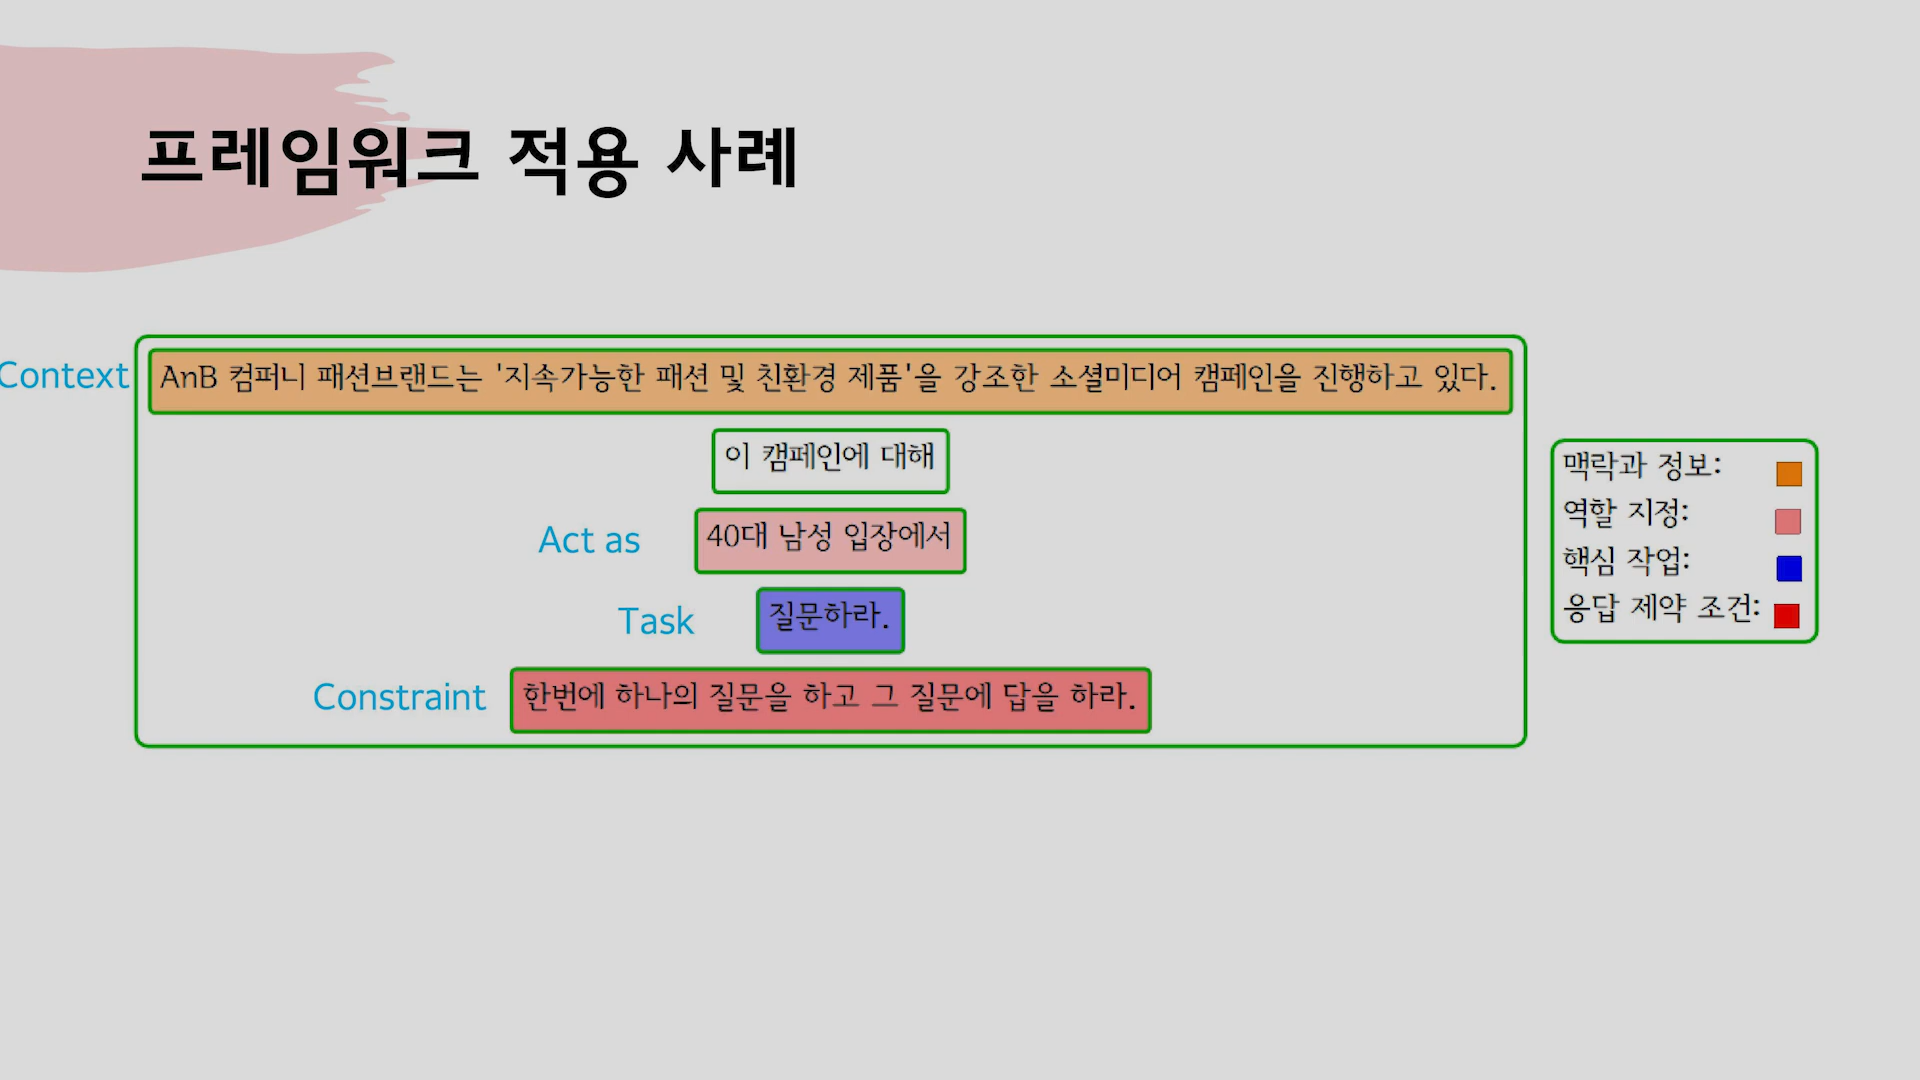 프레임워크 적용 사례
Context
AnB 컴퍼니 패션브랜드는 '지속가능한 패션 및 친환경 제품'을 강조한 소셜미디어 캠페인을 진행하고 있다.
이 캠페인에 대해
Act as
40대 남성 입장에서
Task
질문하라.
Constraint
한번에 하나의 질문을 하고 그 질문에 답을 하라.
맥락과 정보:
역할 지정:
핵심 작업:
응답 제약 조건: